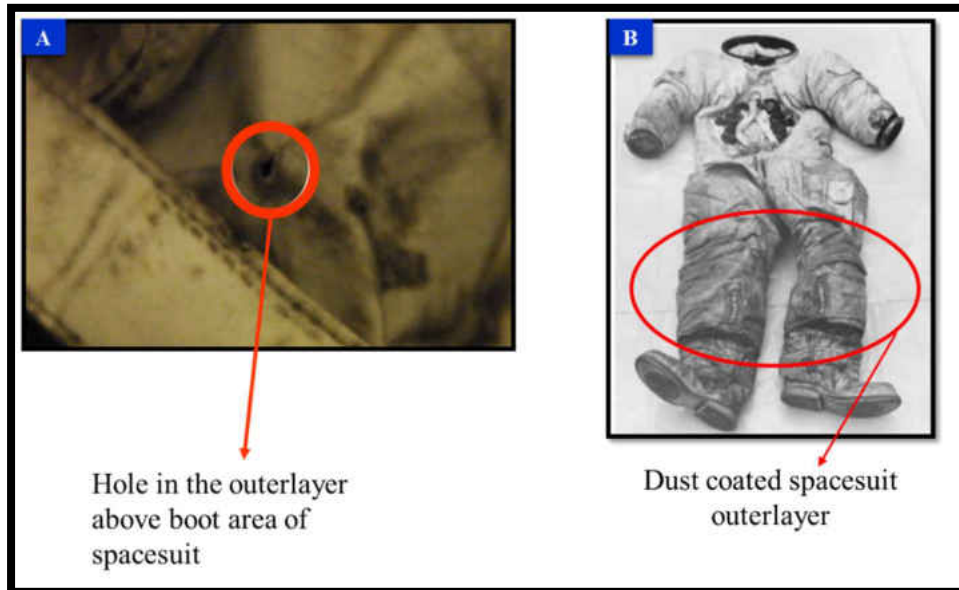 A
B
Hole in the outerlayer
above boot area of
spacesuit
Dust coated spacesuit
outerlayer